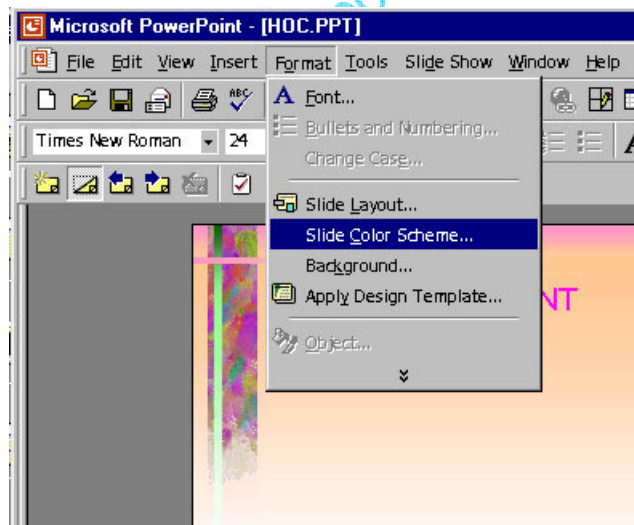 Microsoft PowerPoint - [HOC.PPT]
File Edit View Insert Format Tools Slide Show Window Help
ABC
Times New Roman 24
A Font...
Bullets and Numbering...
Change Case...
Slide Layout...
Slide Color Scheme...
Background...
Apply Design Template...
NT
Object...